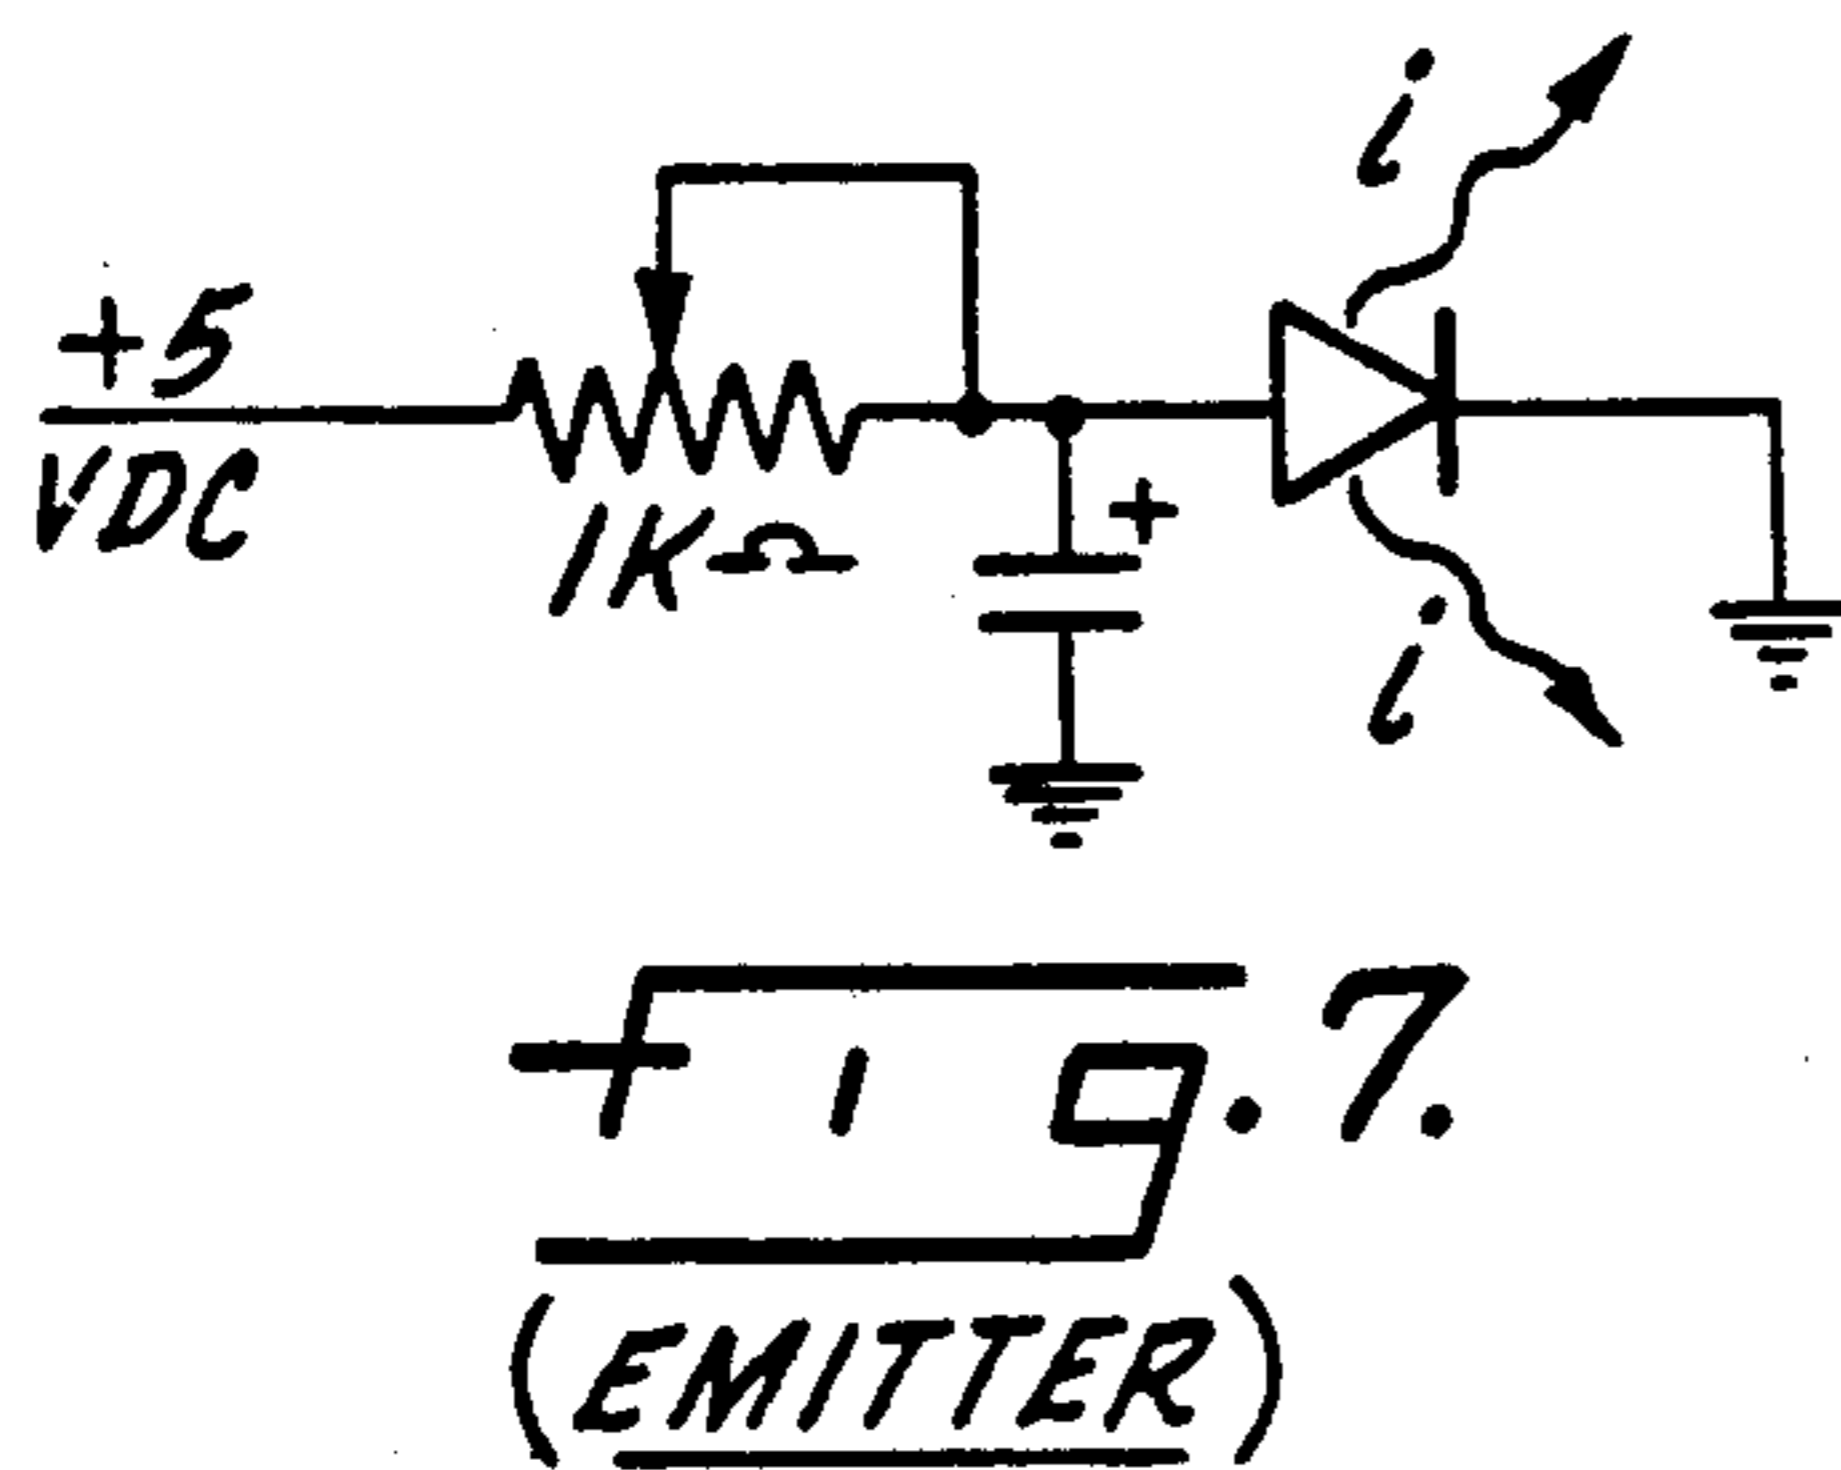 +5
VDC
1KΩ
+
i
i
Fig. 7.
(EMITTER)